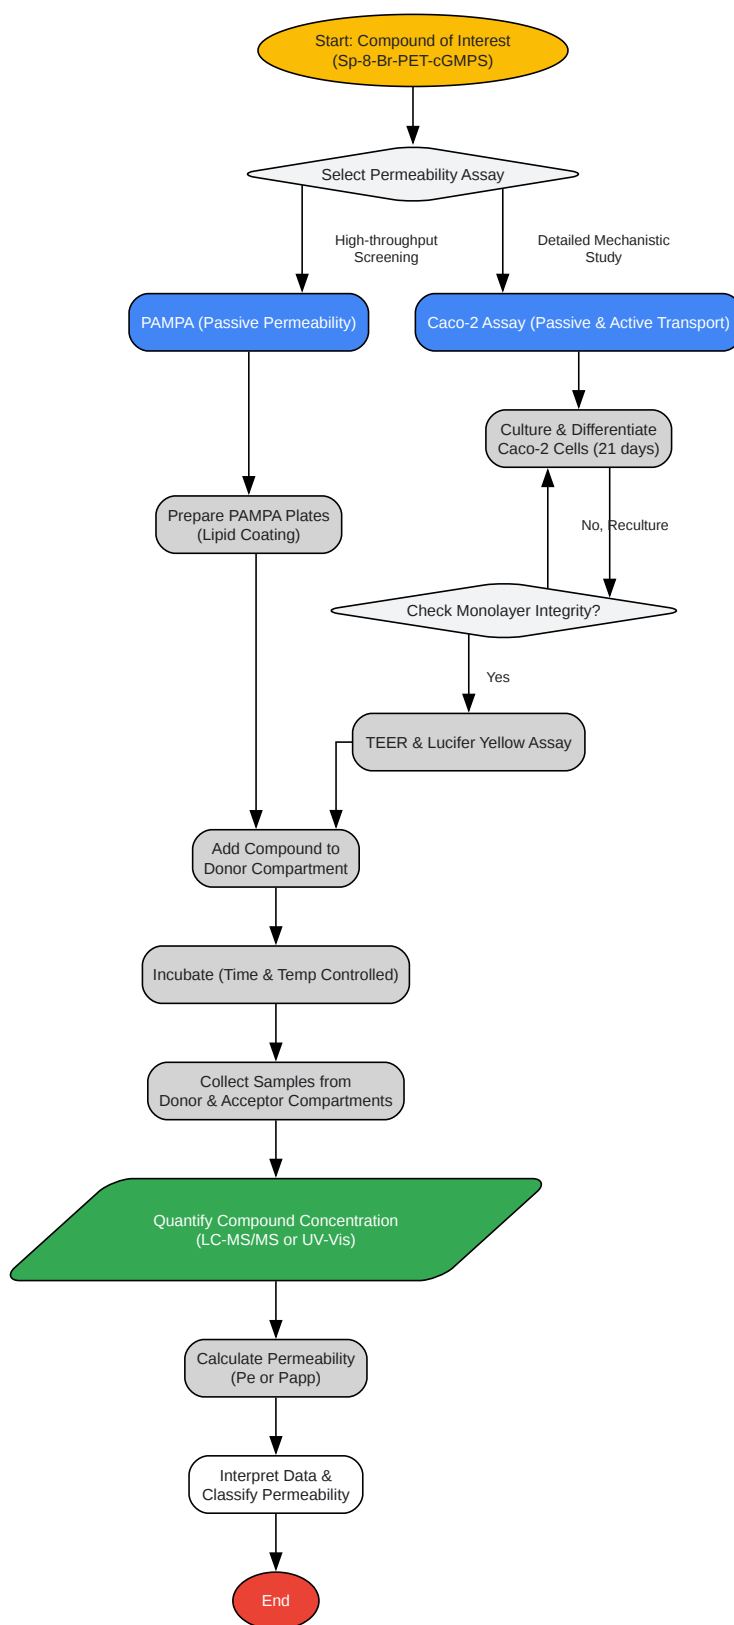 Start: Compound of Interest
(Sp-8-Br-PET-cGMPS)
Select Permeability Assay
High-throughput
Screening
Detailed Mechanistic
Study
PAMPA (Passive Permeability)
Caco-2 Assay (Passive & Active Transport)
Culture & Differentiate
Caco-2 Cells (21 days)
Prepare PAMPA Plates
(Lipid Coating)
No, Reculture
Check Monolayer Integrity?
Yes
TEER & Lucifer Yellow Assay
Add Compound to
Donor Compartment
Incubate (Time & Temp Controlled)
Collect Samples from
Donor & Acceptor Compartments
Quantify Compound Concentration
(LC-MS/MS or UV-Vis)
Calculate Permeability
(Pe or Papp)
Interpret Data &
Classify Permeability
End